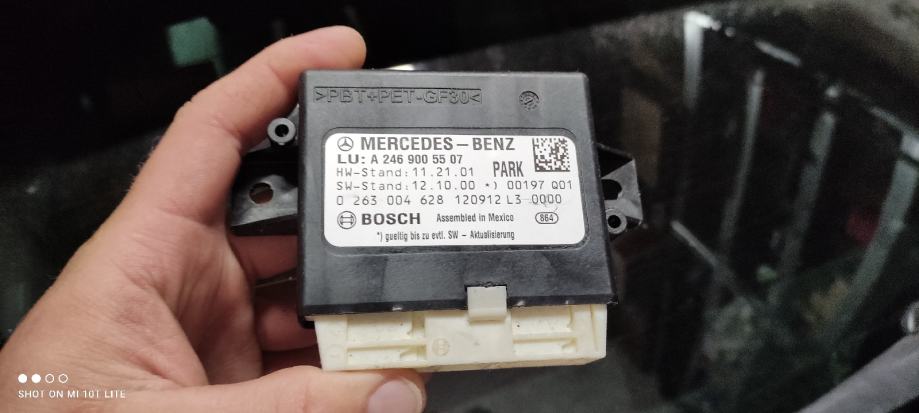 >PBT+PET-GF30<
MERCEDES-BENZ
LU: A 246 900 55 07
HW-Stand: 11.21.01 PARK
SW-Stand: 12.10.00 *) 00197 Q01
0 263 004 628 120912 L3 0000
BOSCH Assembled in Mexico 864
*) gueltig bis zu evtl. SW - Aktualisierung
SHOT ON MI 10T LITE